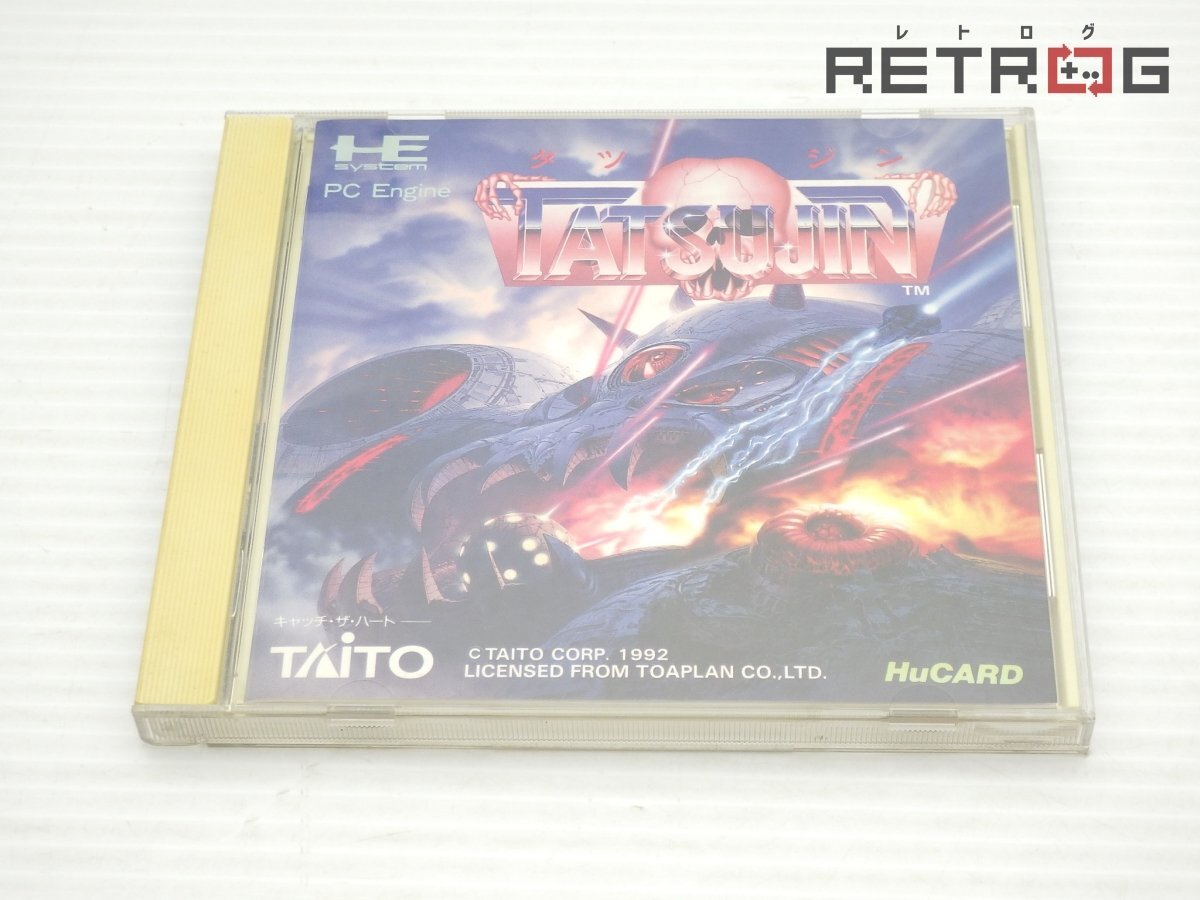 レトログ
RETROG
HE
system
PC Engine
タツジン
TATSUJIN
TM
キャッチ・ザ・ハート
TAITO
C TAITO CORP. 1992
LICENSED FROM TOAPLAN CO.,LTD.
HuCARD